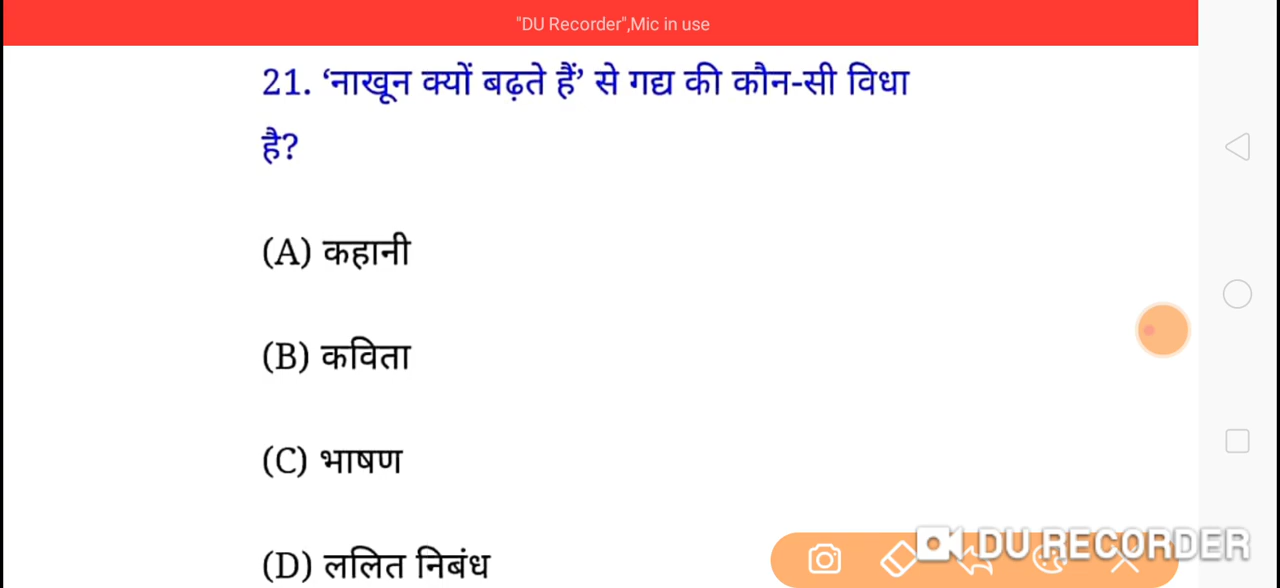 "DU Recorder",Mic in use
21. ‘नाखून क्यों बढ़ते हैं’ से गद्य की कौन-सी विधा
है?
(A) कहानी
(B) कविता
(C) भाषण
(D) ललित निबंध
DU RECORDER